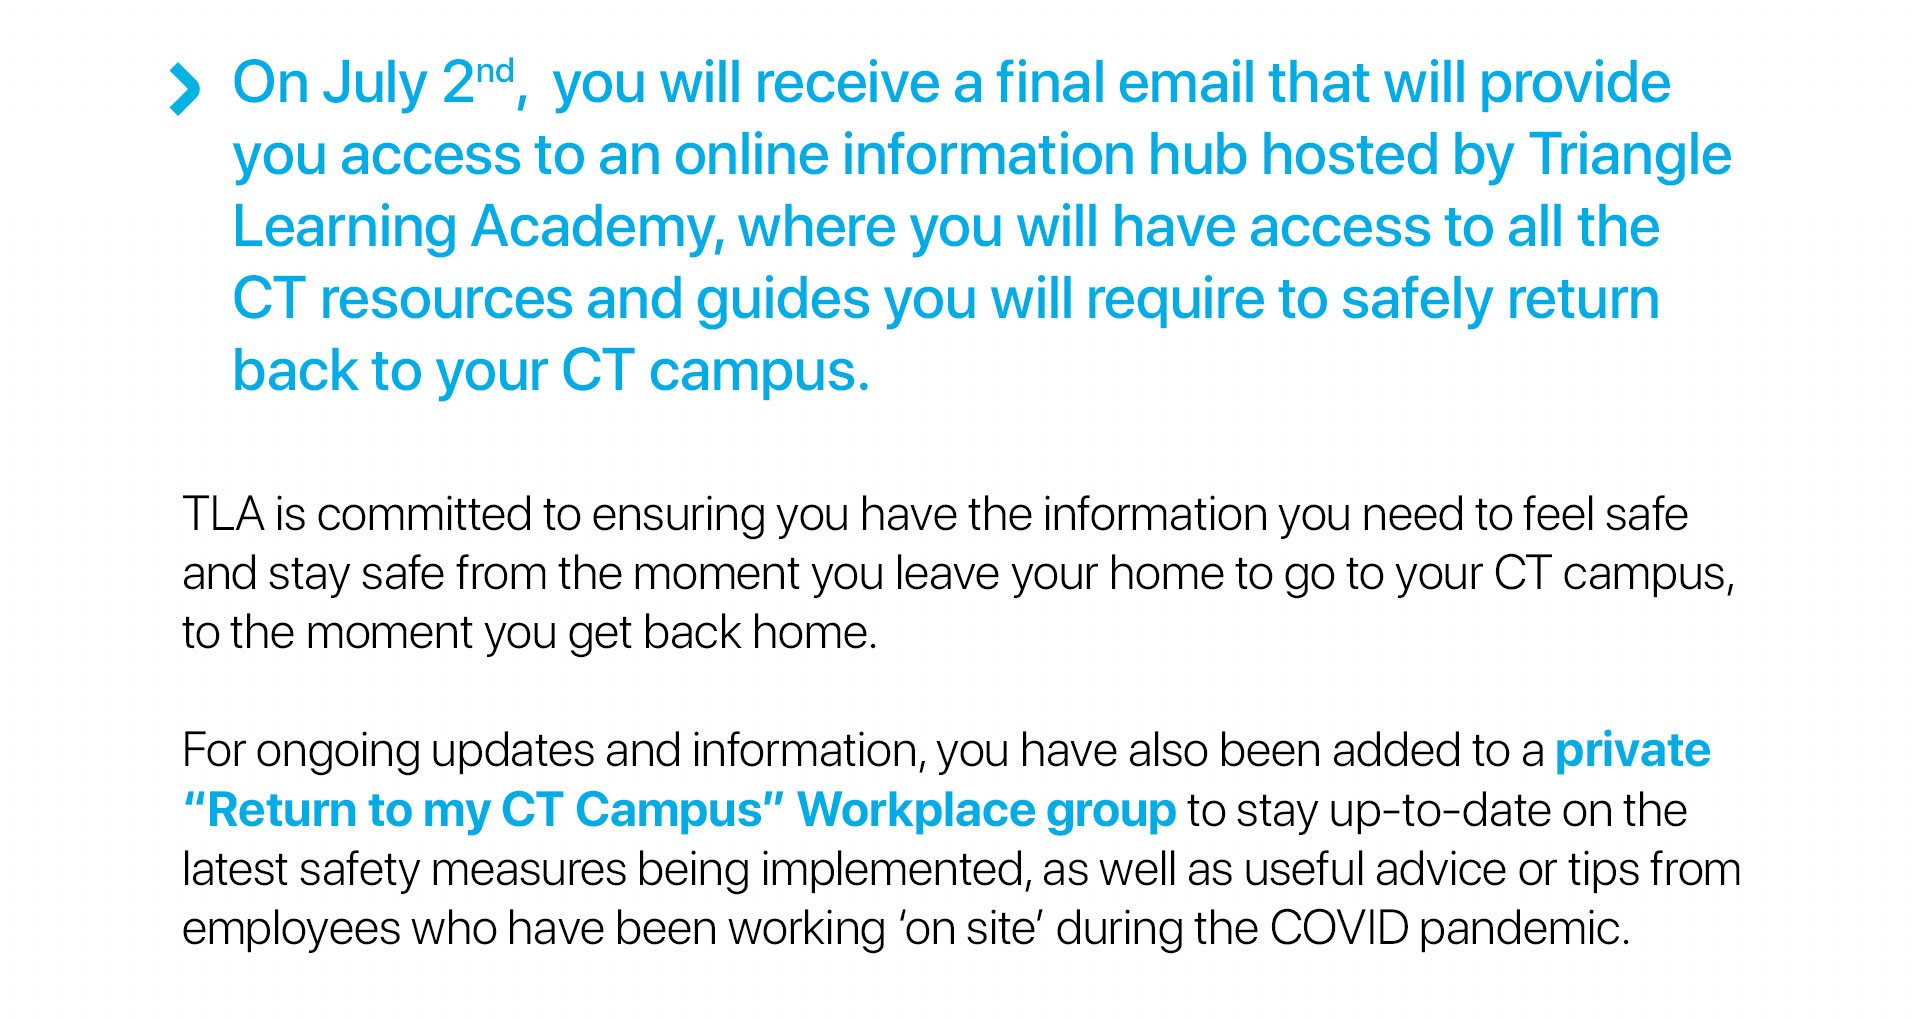 On July 2nd, you will receive a final email that will provide
you access to an online information hub hosted by Triangle
Learning Academy, where you will have access to all the
CT resources and guides you will require to safely return
back to your CT campus.
TLA is committed to ensuring you have the information you need to feel safe
and stay safe from the moment you leave your home to go to your CT campus,
to the moment you get back home.
For ongoing updates and information, you have also been added to a private
“Return to my CT Campus” Workplace group to stay up-to-date on the
latest safety measures being implemented, as well as useful advice or tips from
employees who have been working ‘on site’ during the COVID pandemic.